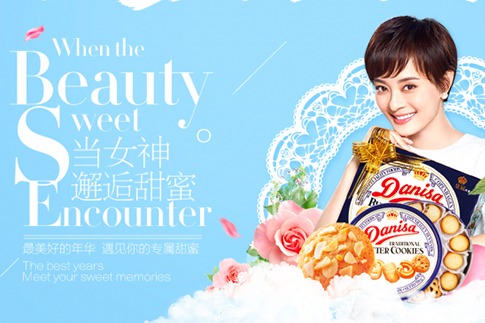 When the
Beauty
Sweet
当女神
邂逅甜蜜
Encounter
最美好的年华 遇见你的专属甜蜜
The best years
Meet your sweet memories
Danisa
Danisa
TRADITIONAL
TER COOKIES